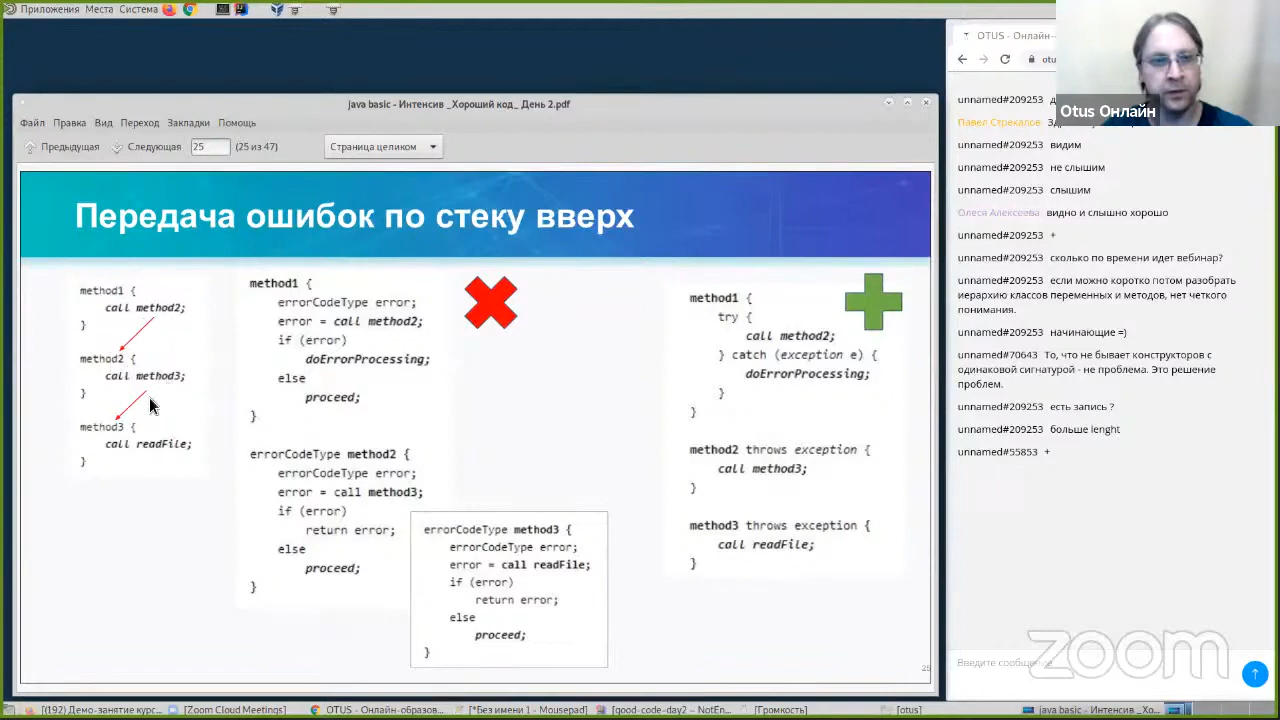 Приложения Места Система
java basic - Интенсив _Хороший код_ День 2.pdf
Файл Правка Вид Переход Закладки Помощь
Предыдущая Следующая 25 (25 из 47) Страница целиком
Передача ошибок по стеку вверх
method1 {
call method2;
}
method2 {
call method3;
}
method3 {
call readFile;
}
method1 {
errorCodeType error;
error = call method2;
if (error)
doErrorProcessing;
else
proceed;
}
errorCodeType method2 {
errorCodeType error;
error = call method3;
if (error)
return error;
else
proceed;
}
errorCodeType method3 {
errorCodeType error;
error = call readFile;
if (error)
return error;
else
proceed;
}
method1 {
try {
call method2;
} catch (exception e) {
doErrorProcessing;
}
}
method2 throws exception {
call method3;
}
method3 throws exception {
call readFile;
}
25
OTUS - Онлайн-
otu
Otus Онлайн
unnamed#209253
Павел Стрекалов
unnamed#209253 видим
unnamed#209253 не слышим
unnamed#209253 слышим
Олеся Алексеева видно и слышно хорошо
unnamed#209253 +
unnamed#209253 сколько по времени идет вебинар?
unnamed#209253 если можно коротко потом разобрать
иерархию классов переменных и методов, нет четкого
понимания.
unnamed#209253 начинающие =)
unnamed#70643 То, что не бывает конструкторов с
одинаковой сигнатурой - не проблема. Это решение
проблем.
unnamed#209253 есть запись ?
unnamed#209253 больше lenght
unnamed#55853 +
Введите сообщение
zoom
[(192) Демо-занятие курс... [Zoom Cloud Meetings] OTUS - Онлайн-образов... [*Без имени 1 - Mousepad] [good-code-day2 – NotEn... [Громкость] [otus] java basic - Интенсив _Хо...